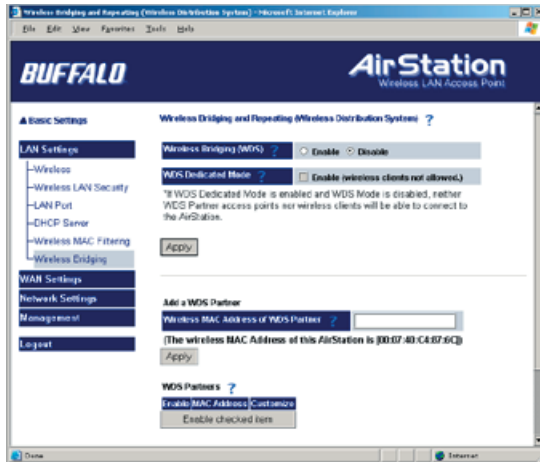 Wireless Bridging and Repeating (Wireless Distribution System) - Microsoft Internet Explorer
File Edit View Favorites Tools Help
BUFFALO
AirStation
Wireless LAN Access Point
Basic Settings
LAN Settings
Wireless
Wireless LAN Security
LAN Port
DHCP Server
Wireless MAC Filtering
Wireless Bridging
WAN Settings
Network Settings
Management
Logout
Wireless Bridging and Repeating (Wireless Distribution System) ?
Wireless Bridging (WDS) ? Enable Disable
WDS Dedicated Mode ? Enable (wireless clients not allowed.)
*If WDS Dedicated Mode is enabled and WDS Mode is disabled, neither
WDS Partner access points nor wireless clients will be able to connect to
the AirStation.
Apply
Add a WDS Partner
Wireless MAC Address of WDS Partner ?
(The wireless MAC Address of this AirStation is [00:07:40:C4:87:6C])
Apply
WDS Partners ?
Enable MAC Address Customize
Enable checked item
Done
Internet